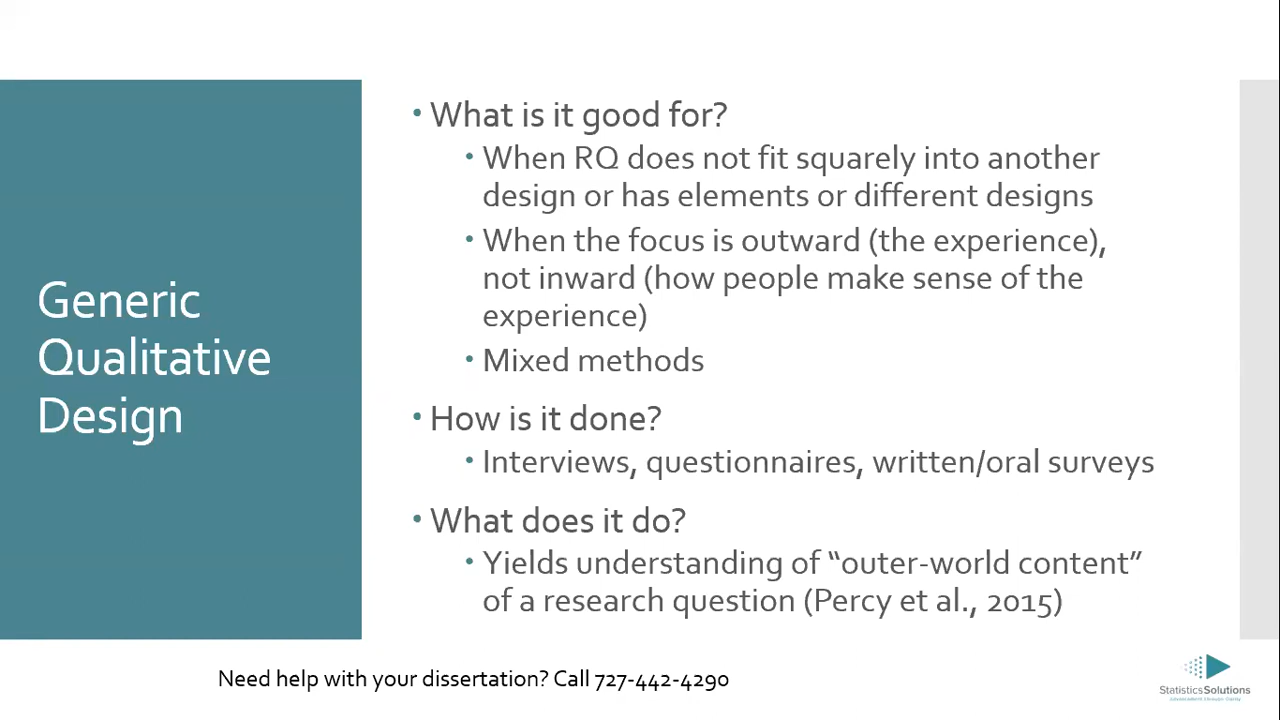 Generic
Qualitative
Design
• What is it good for?
• When RQ does not fit squarely into another
design or has elements or different designs
• When the focus is outward (the experience),
not inward (how people make sense of the
experience)
• Mixed methods
• How is it done?
• Interviews, questionnaires, written/oral surveys
• What does it do?
• Yields understanding of “outer-world content”
of a research question (Percy et al., 2015)
Need help with your dissertation? Call 727-442-4290
StatisticsSolutions